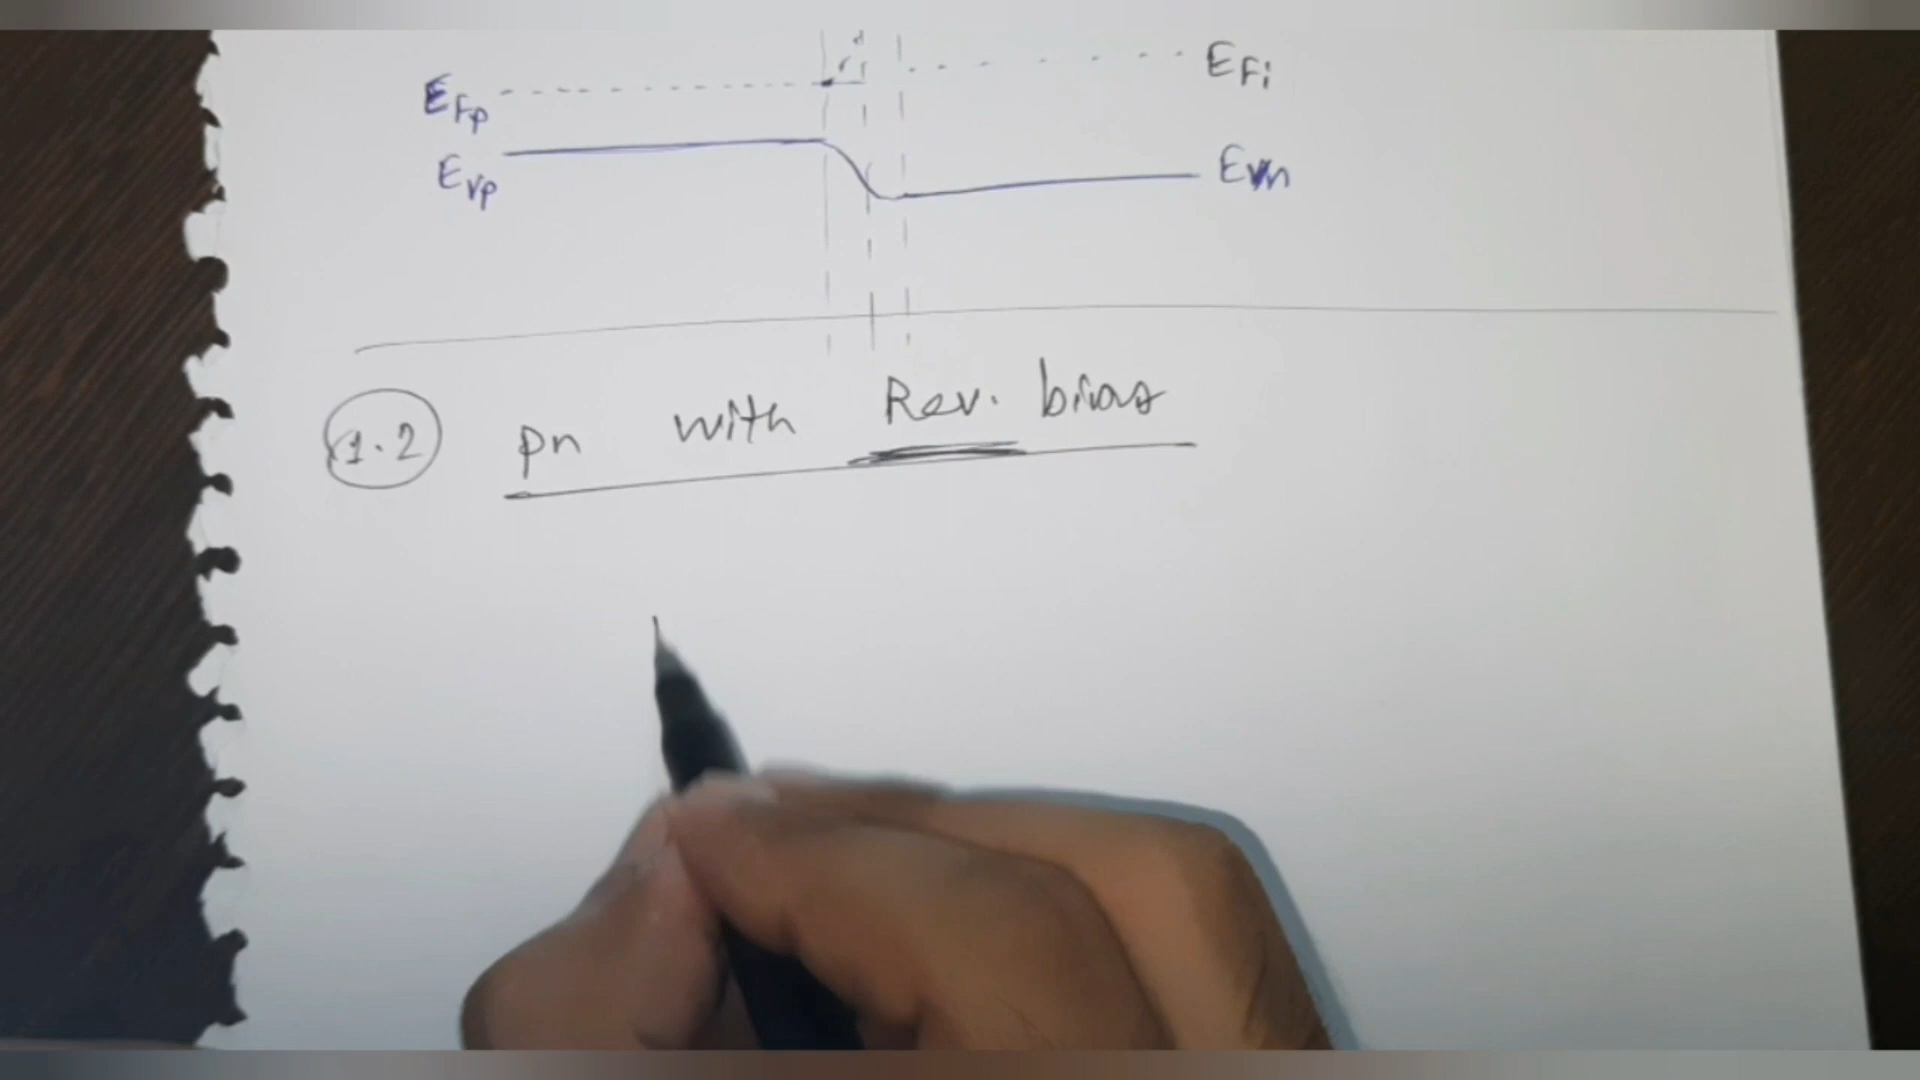 E_Fp E_Fi
E_vp E_vn
1.2 pn with Rev. bias